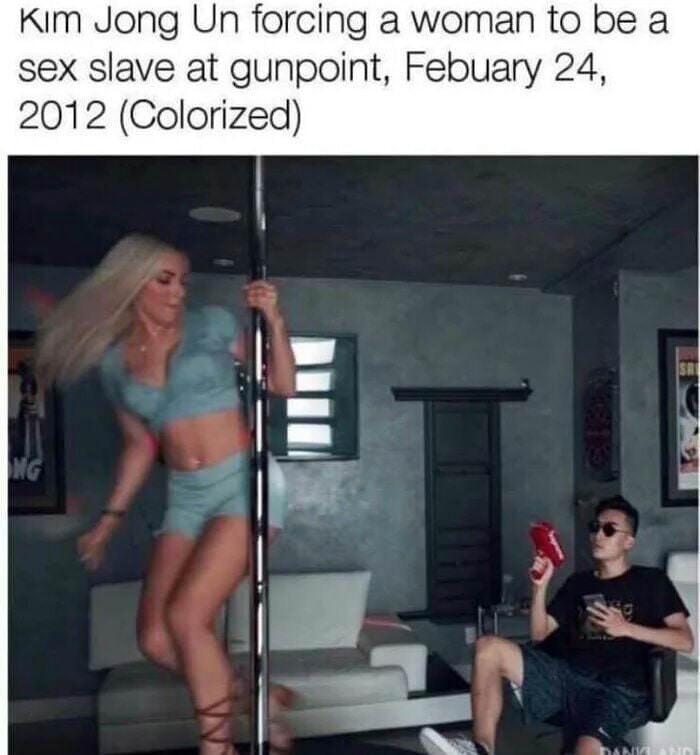 Kim Jong Un forcing a woman to be a
sex slave at gunpoint, Febuary 24,
2012 (Colorized)